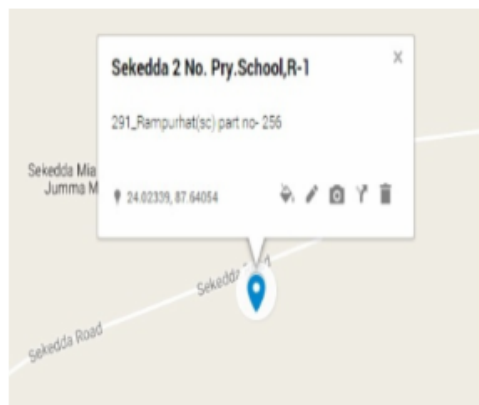 Sekedda 2 No. Pry.School,R-1
291_Rampurhat(sc) part no- 256
Sekedda Mia
Jumma M
24.02339, 87.64054
Sekedda
Sekedda Road